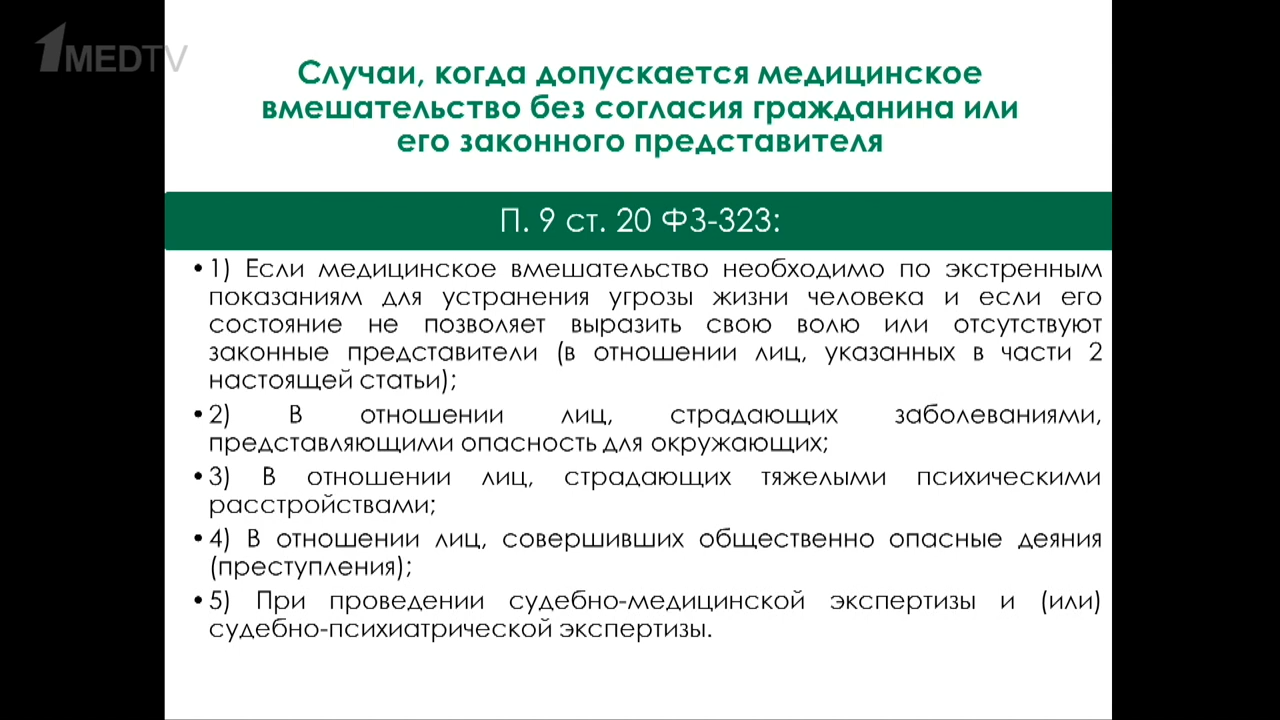 1MEDTV
Случаи, когда допускается медицинское
вмешательство без согласия гражданина или
его законного представителя
П. 9 ст. 20 ФЗ-323:
• 1) Если медицинское вмешательство необходимо по экстренным
показаниям для устранения угрозы жизни человека и если его
состояние не позволяет выразить свою волю или отсутствуют
законные представители (в отношении лиц, указанных в части 2
настоящей статьи);
• 2) В отношении лиц, страдающих заболеваниями,
представляющими опасность для окружающих;
• 3) В отношении лиц, страдающих тяжелыми психическими
расстройствами;
• 4) В отношении лиц, совершивших общественно опасные деяния
(преступления);
• 5) При проведении судебно-медицинской экспертизы и (или)
судебно-психиатрической экспертизы.